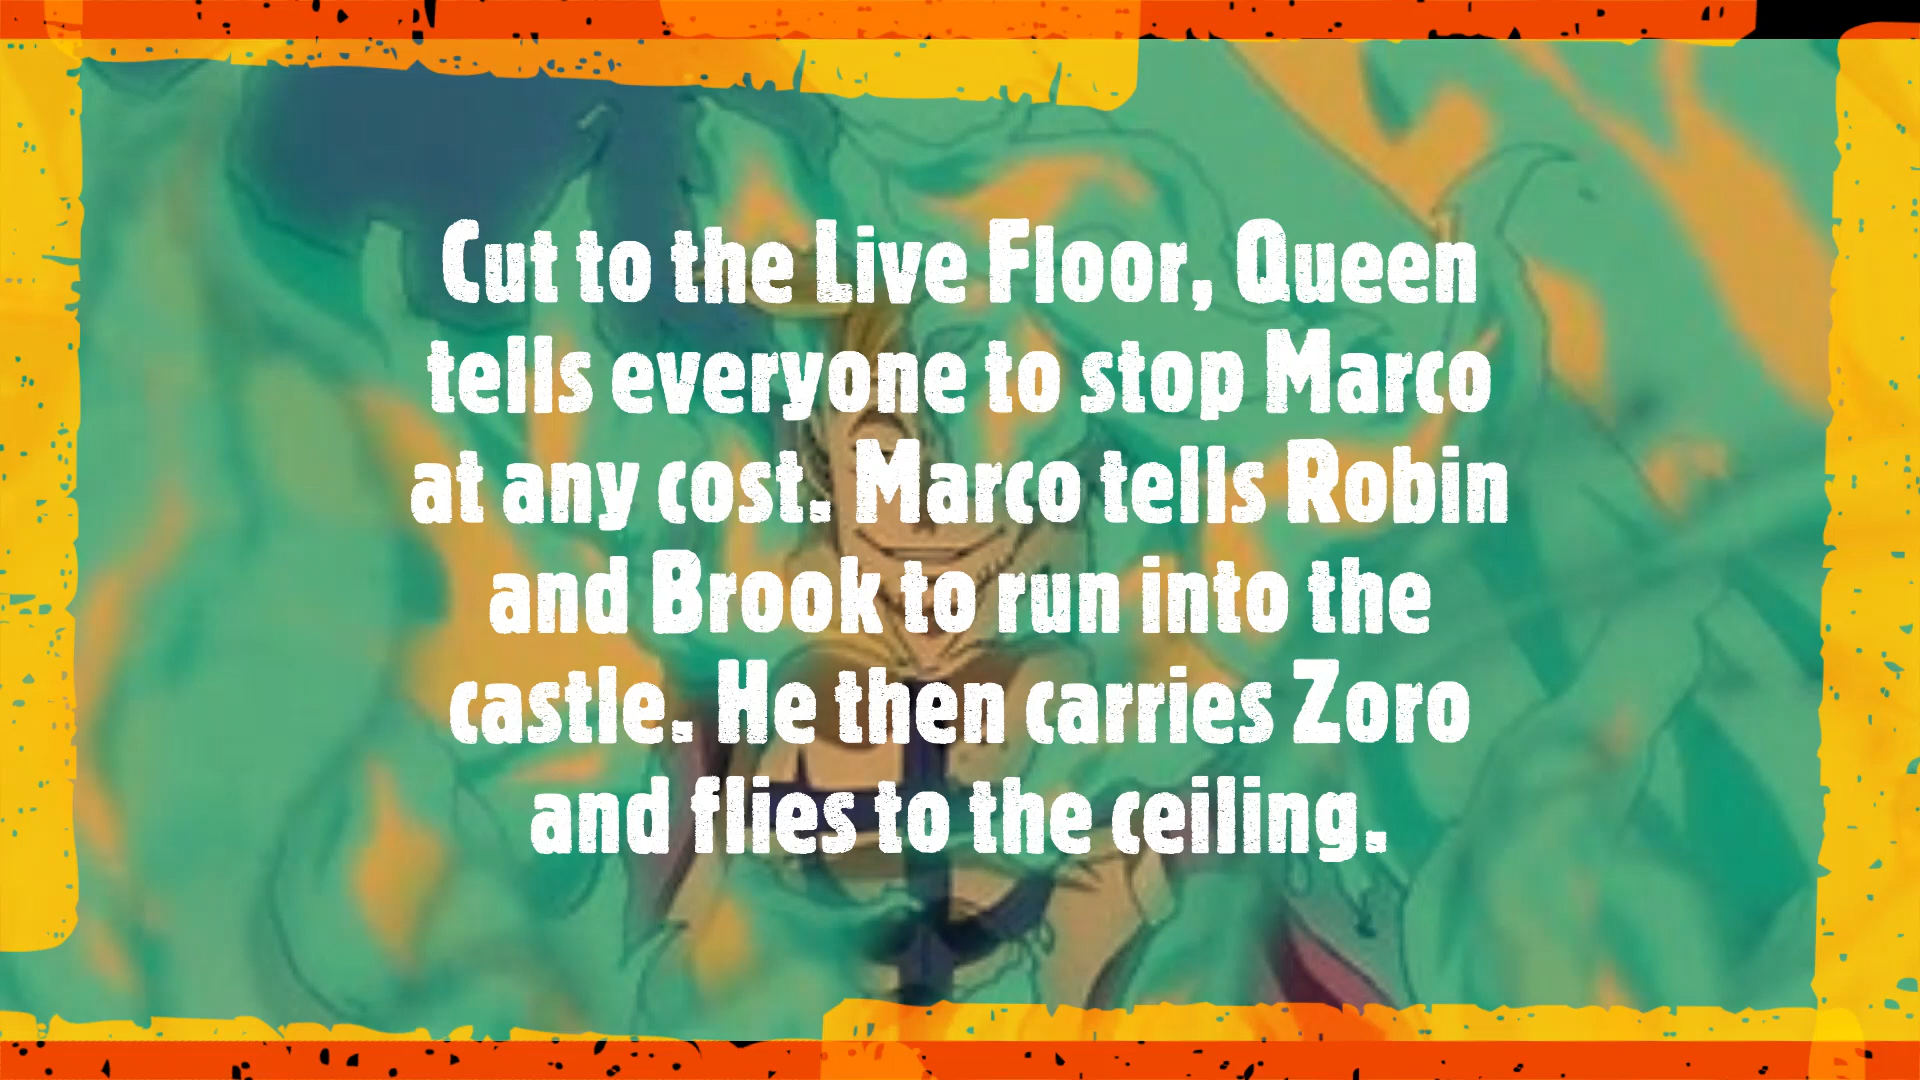 Cut to the Live Floor, Queen
tells everyone to stop Marco
at any cost. Marco tells Robin
and Brook to run into the
castle. He then carries Zoro
and flies to the ceiling.